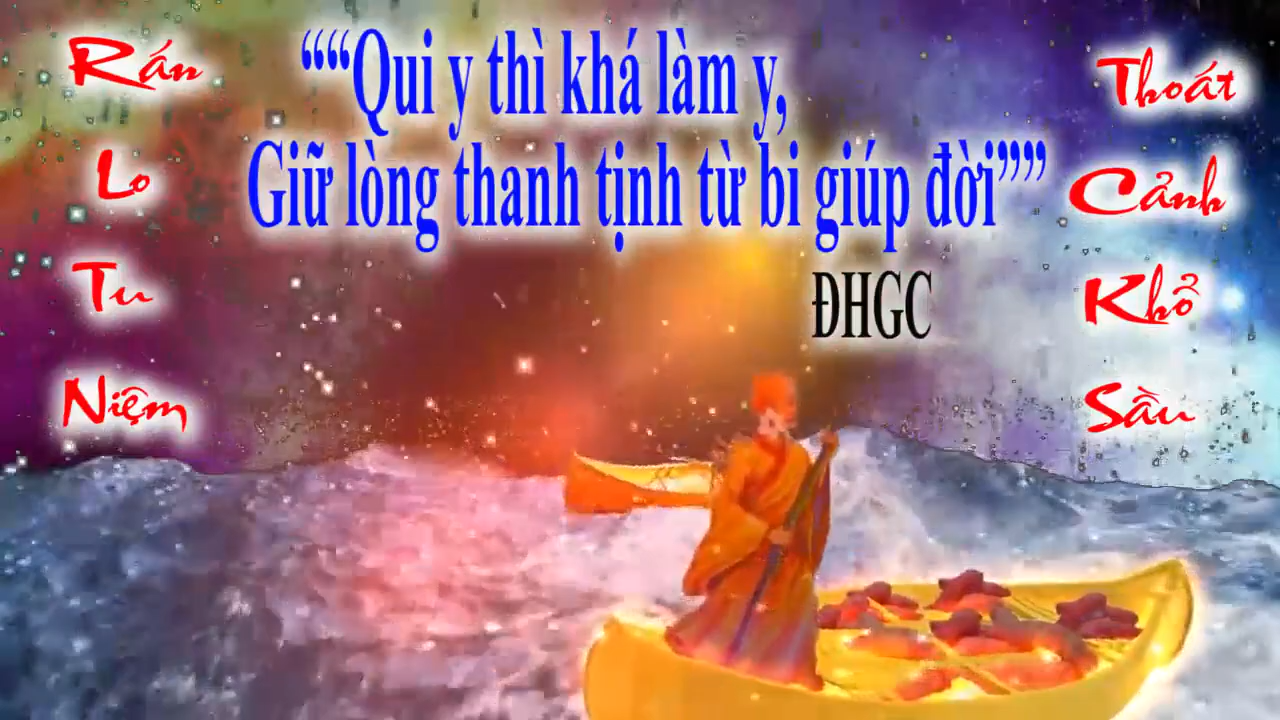 ““Qui y thì khá làm y,
Giữ lòng thanh tịnh từ bi giúp đời””
ĐHGC
Rấn
Lo
Tu
Niệm
Thoát
Cảnh
Khổ
Sầu